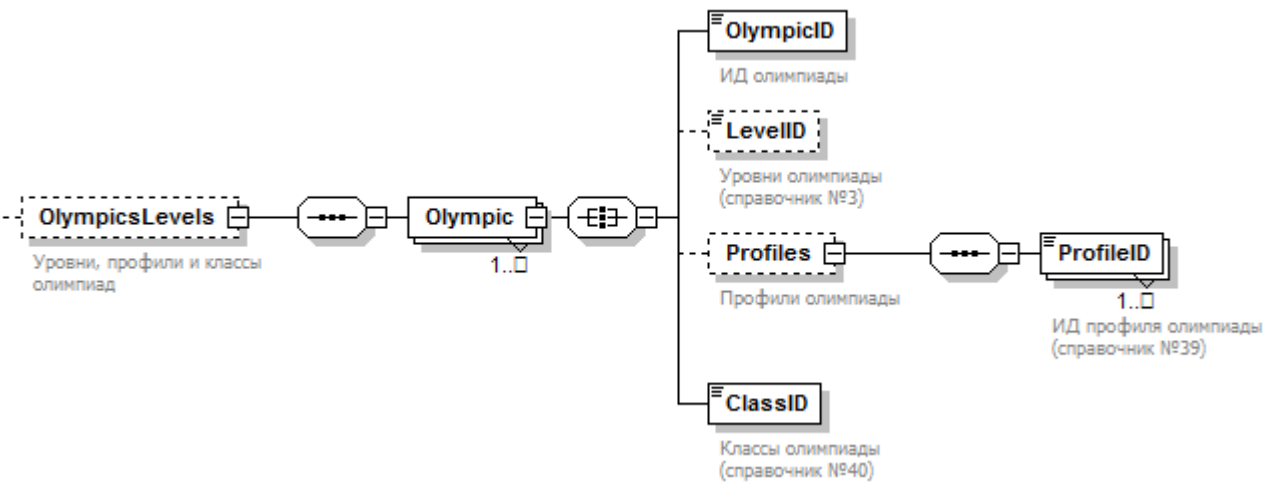 OlympicID
ИД олимпиады
LevelID
Уровни олимпиады
(справочник №3)
OlympicsLevels
Уровни, профили и классы
олимпиад
Olympic
1..□
Profiles
Профили олимпиады
ProfileID
1..□
ИД профиля олимпиады
(справочник №39)
ClassID
Классы олимпиады
(справочник №40)